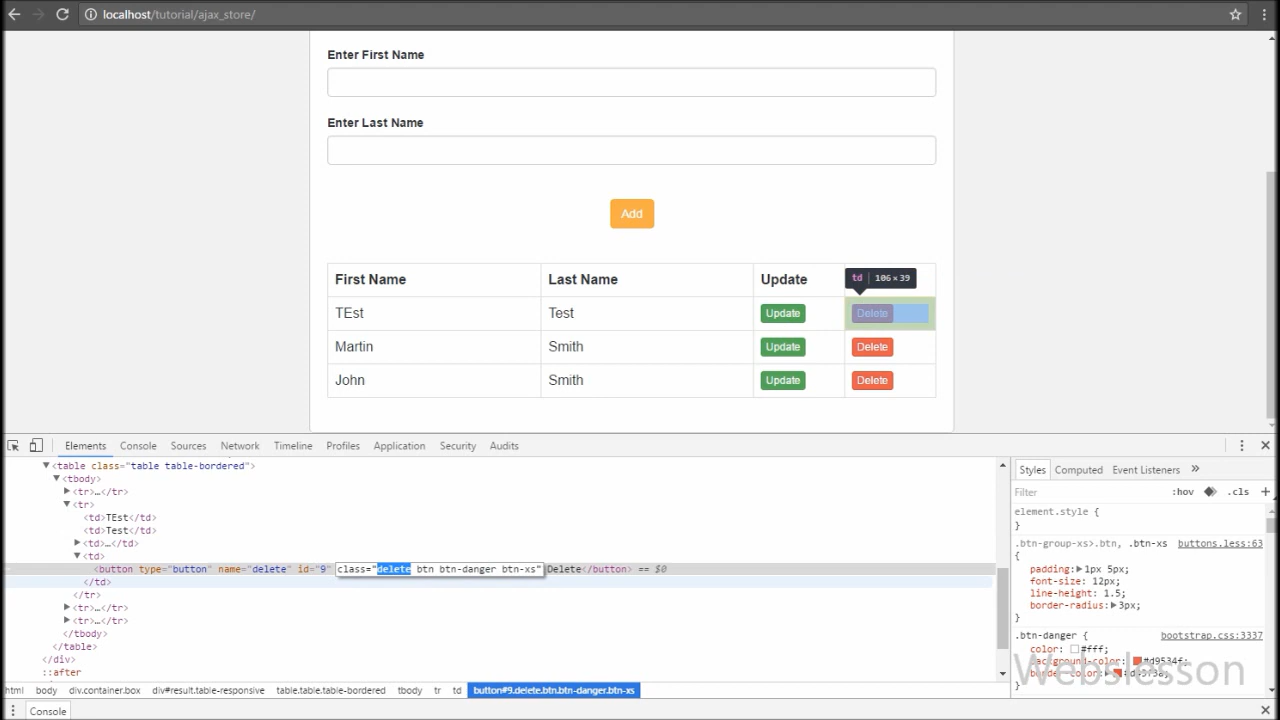 localhost/tutorial/ajax_store/
Enter First Name
Enter Last Name
Add
First Name Last Name Update
td 106×39
TEst Test Update Delete
Martin Smith Update Delete
John Smith Update Delete
Elements Console Sources Network Timeline Profiles Application Security Audits
▼<table class="table table-bordered">
▼<tbody>
▶<tr>…</tr>
▼<tr>
<td>TEst</td>
<td>Test</td>
▶<td>…</td>
▼<td>
<button type="button" name="delete" id="9" class="delete btn btn-danger btn-xs" Delete</button> == $0
</td>
</tr>
▶<tr>…</tr>
▶<tr>…</tr>
</tbody>
</table>
</div>
::after
html body div.container.box div#result.table-responsive table.table.table-bordered tbody tr td button#9.delete.btn.btn-danger.btn-xs
Console
Styles Computed Event Listeners »
Filter :hov .cls +
element.style {
}
.btn-group-xs>.btn, .btn-xs buttons.less:63
{
padding:▶1px 5px;
font-size: 12px;
line-height: 1.5;
border-radius:▶3px;
}
.btn-danger { bootstrap.css:3337
color: #fff;
background-color: #d9534f;
border-color:
}
Webslesson